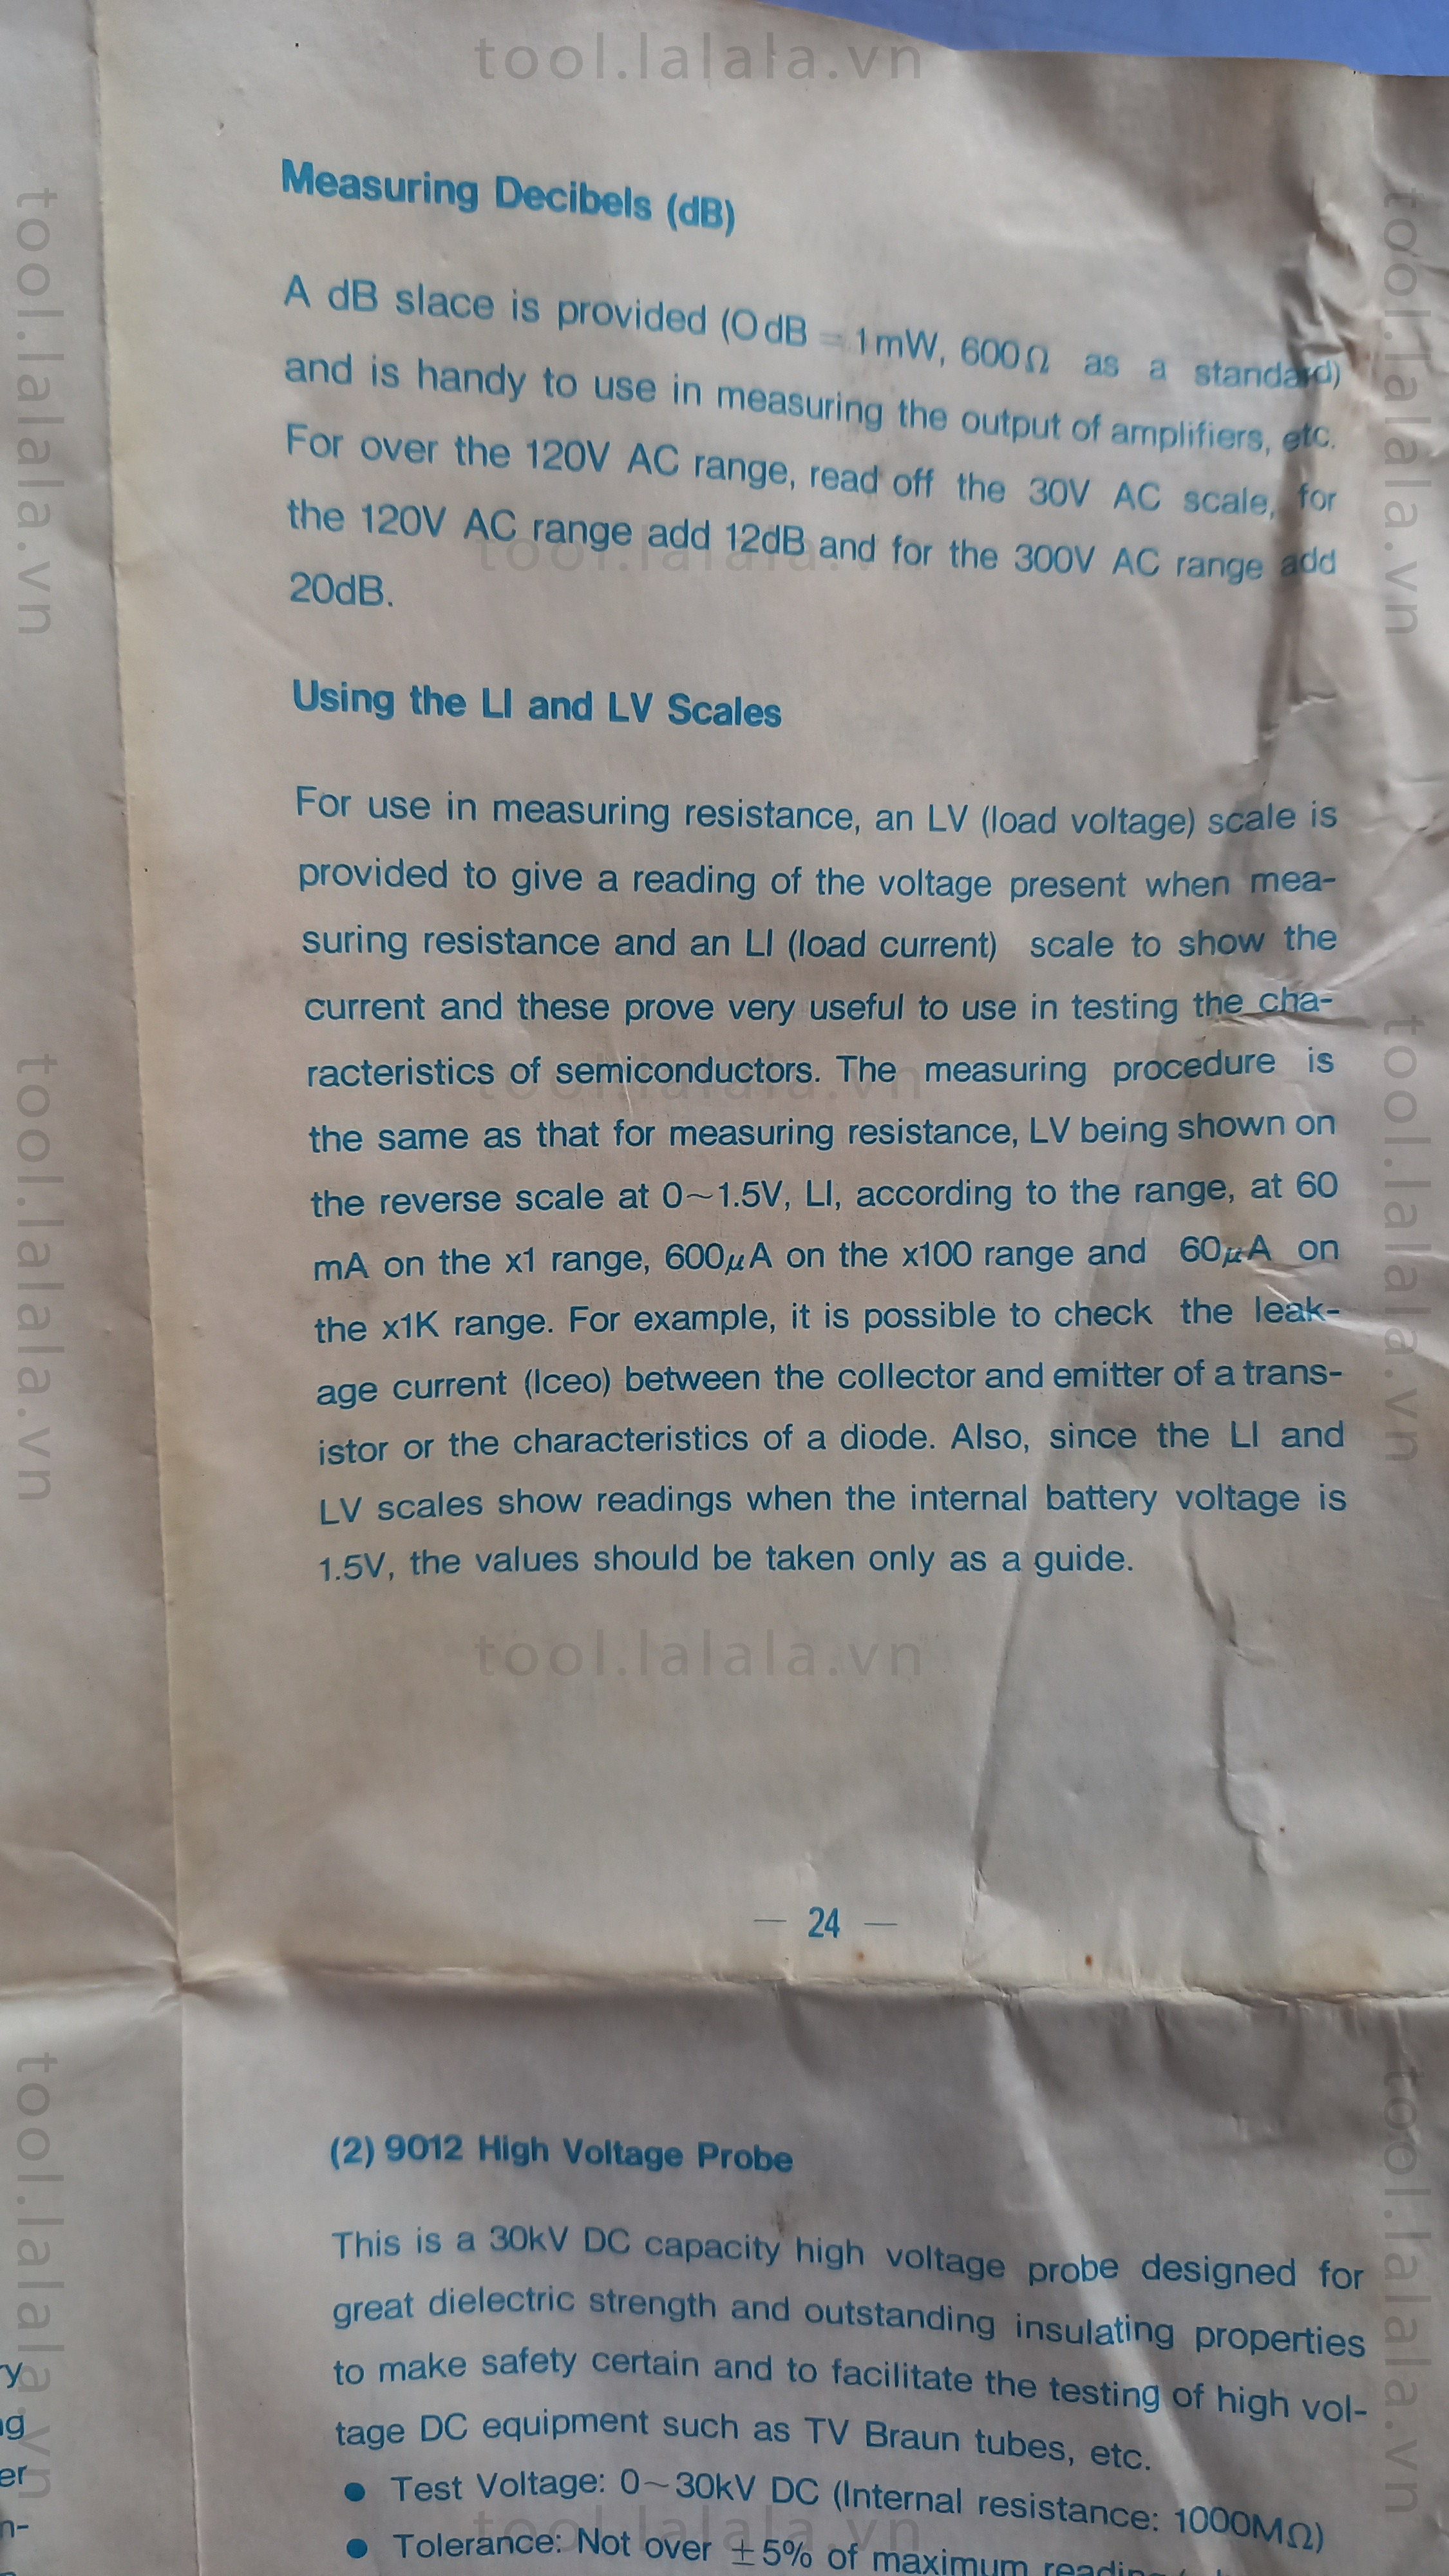 tool.lalala.vn
Measuring Decibels (dB)
A dB slace is provided (0dB = 1mW, 600Ω as a standard)
and is handy to use in measuring the output of amplifiers, etc.
For over the 120V AC range, read off the 30V AC scale, for
the 120V AC range add 12dB and for the 300V AC range add
20dB.
tool.lalala.vn
Using the LI and LV Scales
For use in measuring resistance, an LV (load voltage) scale is
provided to give a reading of the voltage present when mea-
suring resistance and an LI (load current) scale to show the
current and these prove very useful to use in testing the cha-
racteristics of semiconductors. The measuring procedure is
tool.lalala.vn
the same as that for measuring resistance, LV being shown on
the reverse scale at 0~1.5V, LI, according to the range, at 60
mA on the x1 range, 600μA on the x100 range and 60μA on
the x1K range. For example, it is possible to check the leak-
age current (Iceo) between the collector and emitter of a trans-
istor or the characteristics of a diode. Also, since the LI and
LV scales show readings when the internal battery voltage is
1.5V, the values should be taken only as a guide.
tool.lalala.vn
— 24 —
(2) 9012 High Voltage Probe
This is a 30kV DC capacity high voltage probe designed for
great dielectric strength and outstanding insulating properties
to make safety certain and to facilitate the testing of high vol-
tage DC equipment such as TV Braun tubes, etc.
● Test Voltage: 0~30kV DC (Internal resistance: 1000MΩ)
● Tolerance: Not over ±5% of maximum
tool.lalala.vn
tool.lalala.vn
tool.lalala.vn
tool.lalala.vn
tool.lalala.vn
tool.lalala.vn
tool.lalala.vn
ry
er
n-